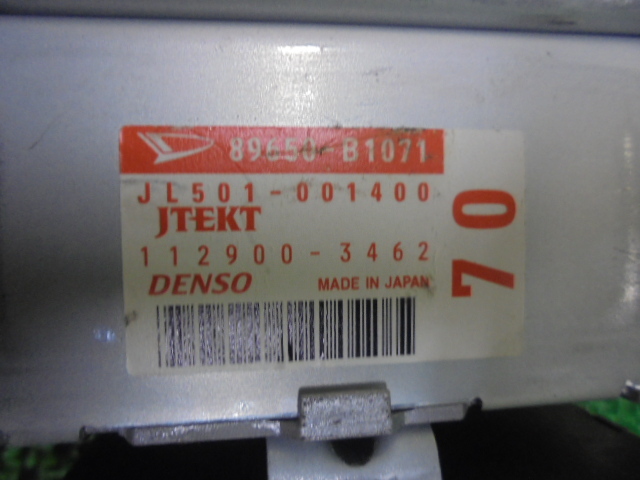 89650-B1071
JL501-001400
JTEKT
112900-3462
DENSO MADE IN JAPAN
70